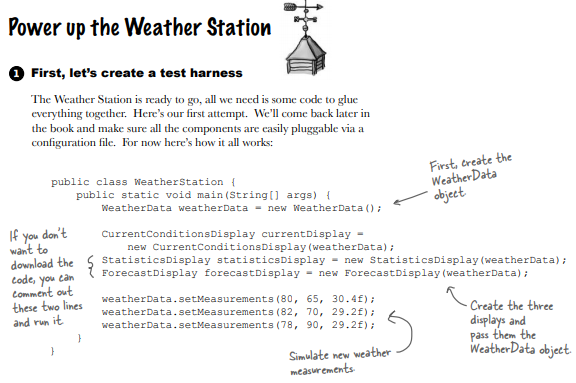 Power up the Weather Station
1 First, let's create a test harness
The Weather Station is ready to go, all we need is some code to glue
everything together. Here's our first attempt. We'll come back later in
the book and make sure all the components are easily pluggable via a
configuration file. For now here's how it all works:
public class WeatherStation {
public static void main(String[] args) {
WeatherData weatherData = new WeatherData();
First, create the
WeatherData
object.
CurrentConditionsDisplay currentDisplay =
new CurrentConditionsDisplay(weatherData);
StatisticsDisplay statisticsDisplay = new StatisticsDisplay(weatherData);
ForecastDisplay forecastDisplay = new ForecastDisplay(weatherData);
If you don't
want to
download the
code, you can
comment out
these two lines
and run it.
weatherData.setMeasurements(80, 65, 30.4f);
weatherData.setMeasurements(82, 70, 29.2f);
weatherData.setMeasurements(78, 90, 29.2f);
}
}
Create the three
displays and
pass them the
WeatherData object.
Simulate new weather
measurements.